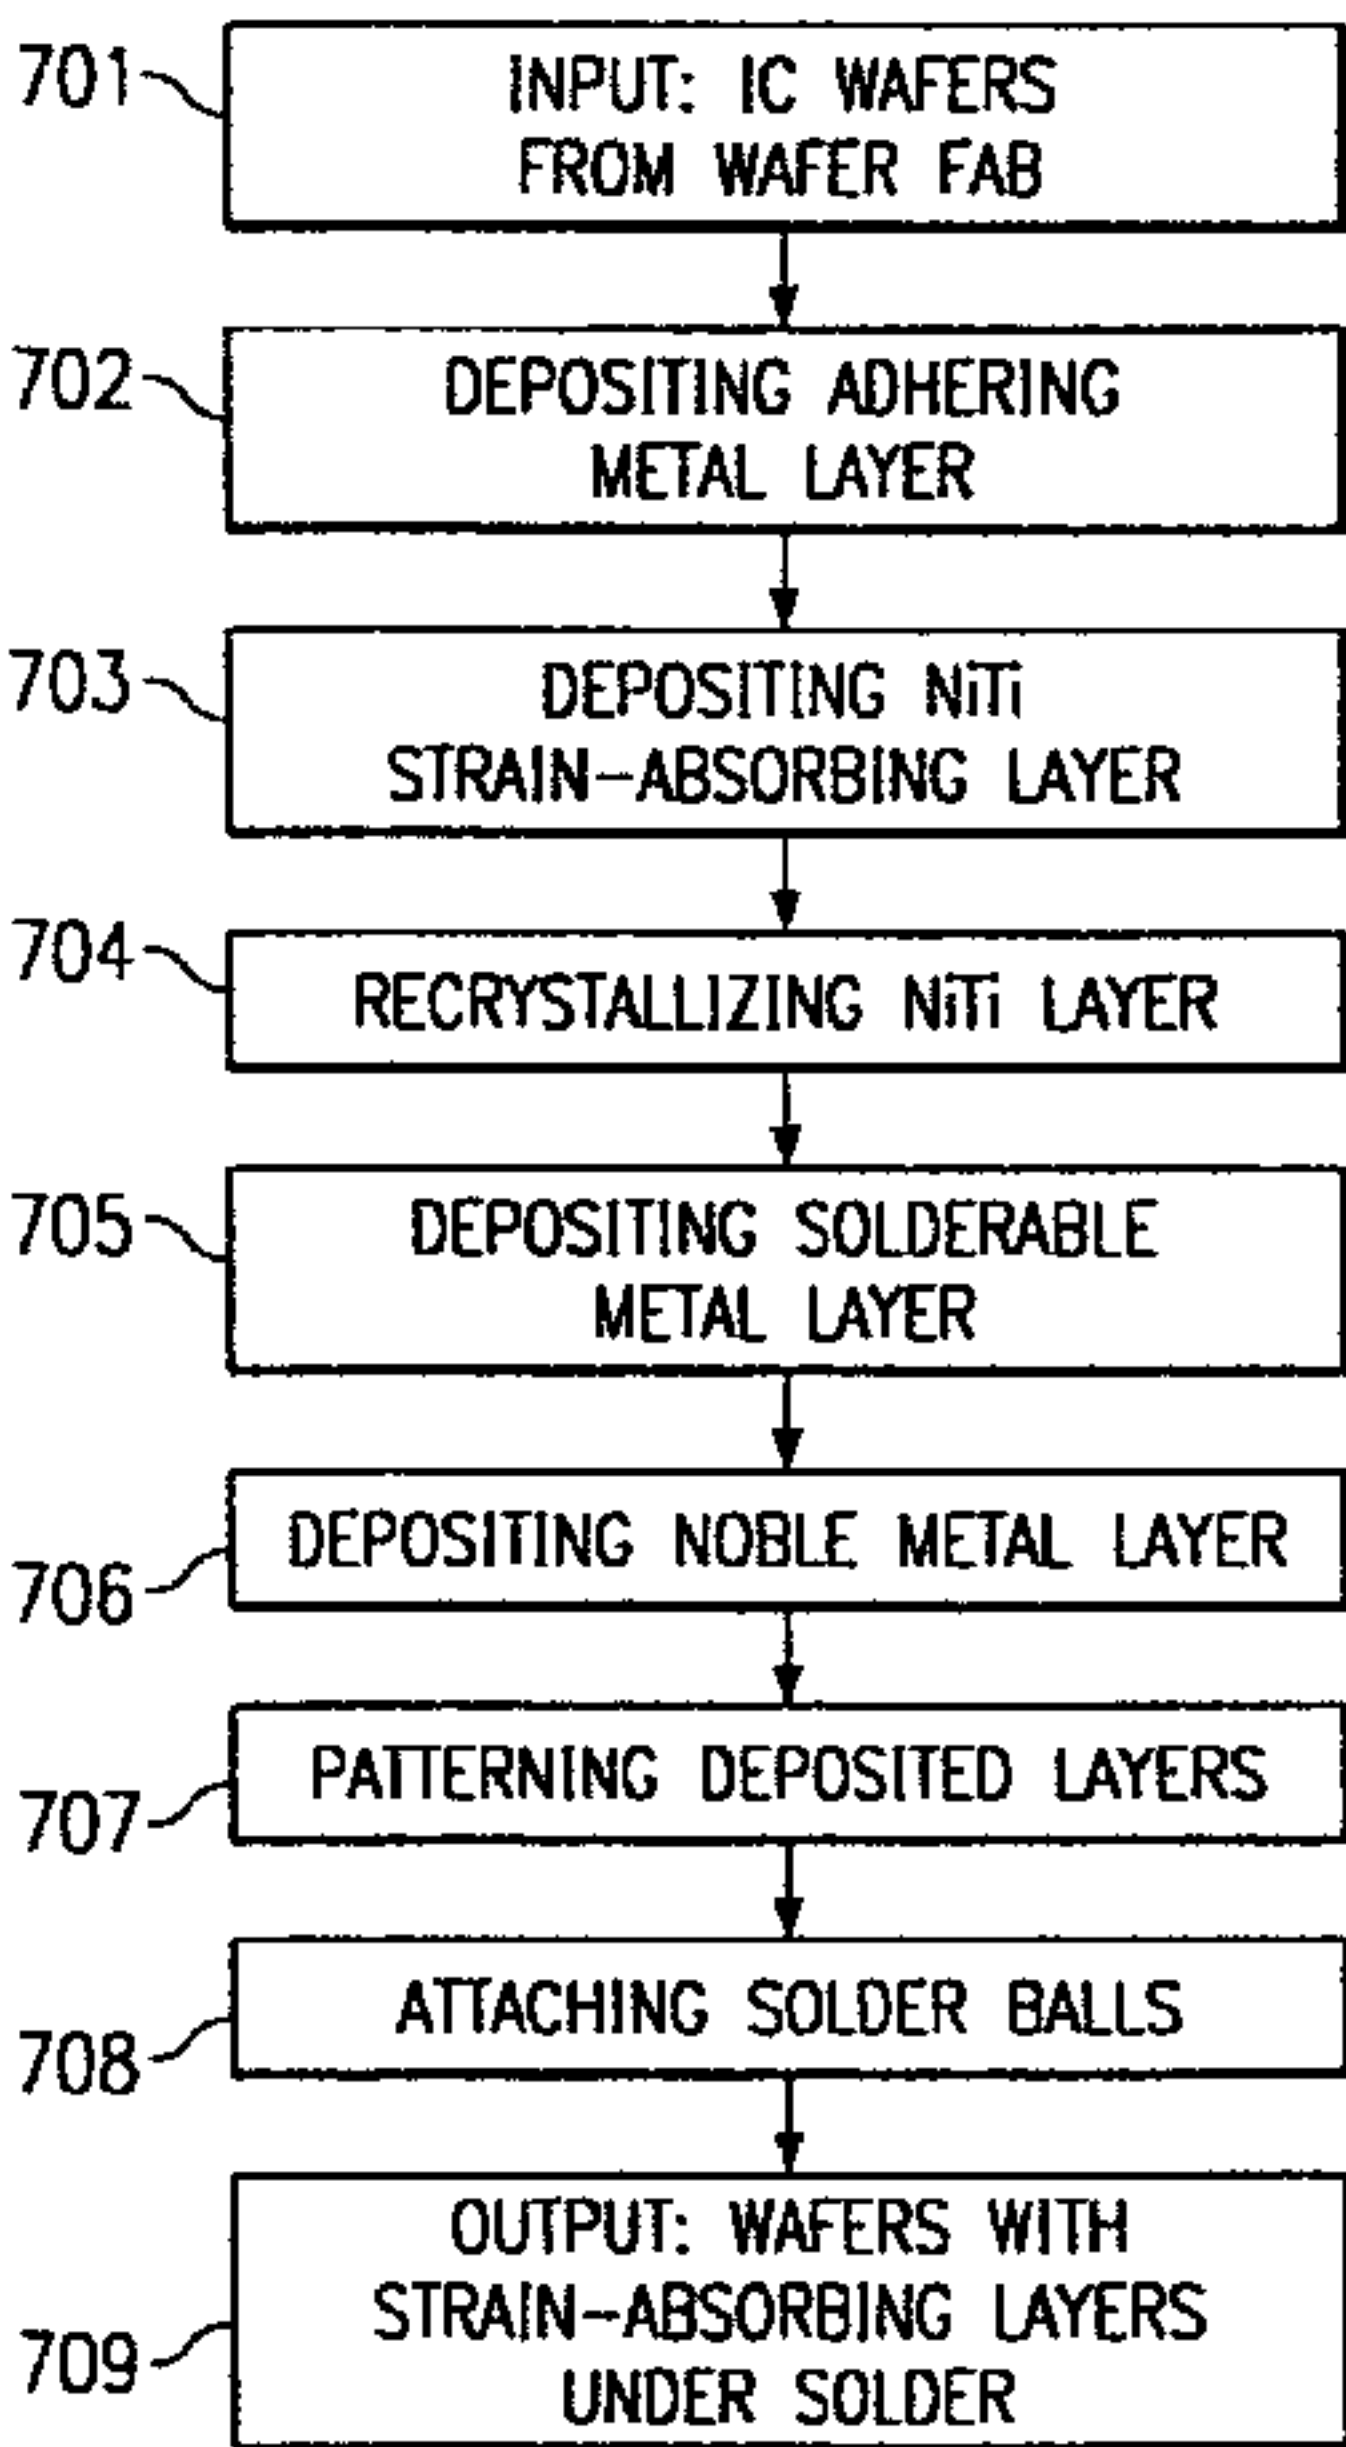 701
INPUT: IC WAFERS
FROM WAFER FAB
702
DEPOSITING ADHERING
METAL LAYER
703
DEPOSITING NiTi
STRAIN-ABSORBING LAYER
704
RECRYSTALLIZING NiTi LAYER
705
DEPOSITING SOLDERABLE
METAL LAYER
706
DEPOSITING NOBLE METAL LAYER
707
PATTERNING DEPOSITED LAYERS
708
ATTACHING SOLDER BALLS
709
OUTPUT: WAFERS WITH
STRAIN-ABSORBING LAYERS
UNDER SOLDER